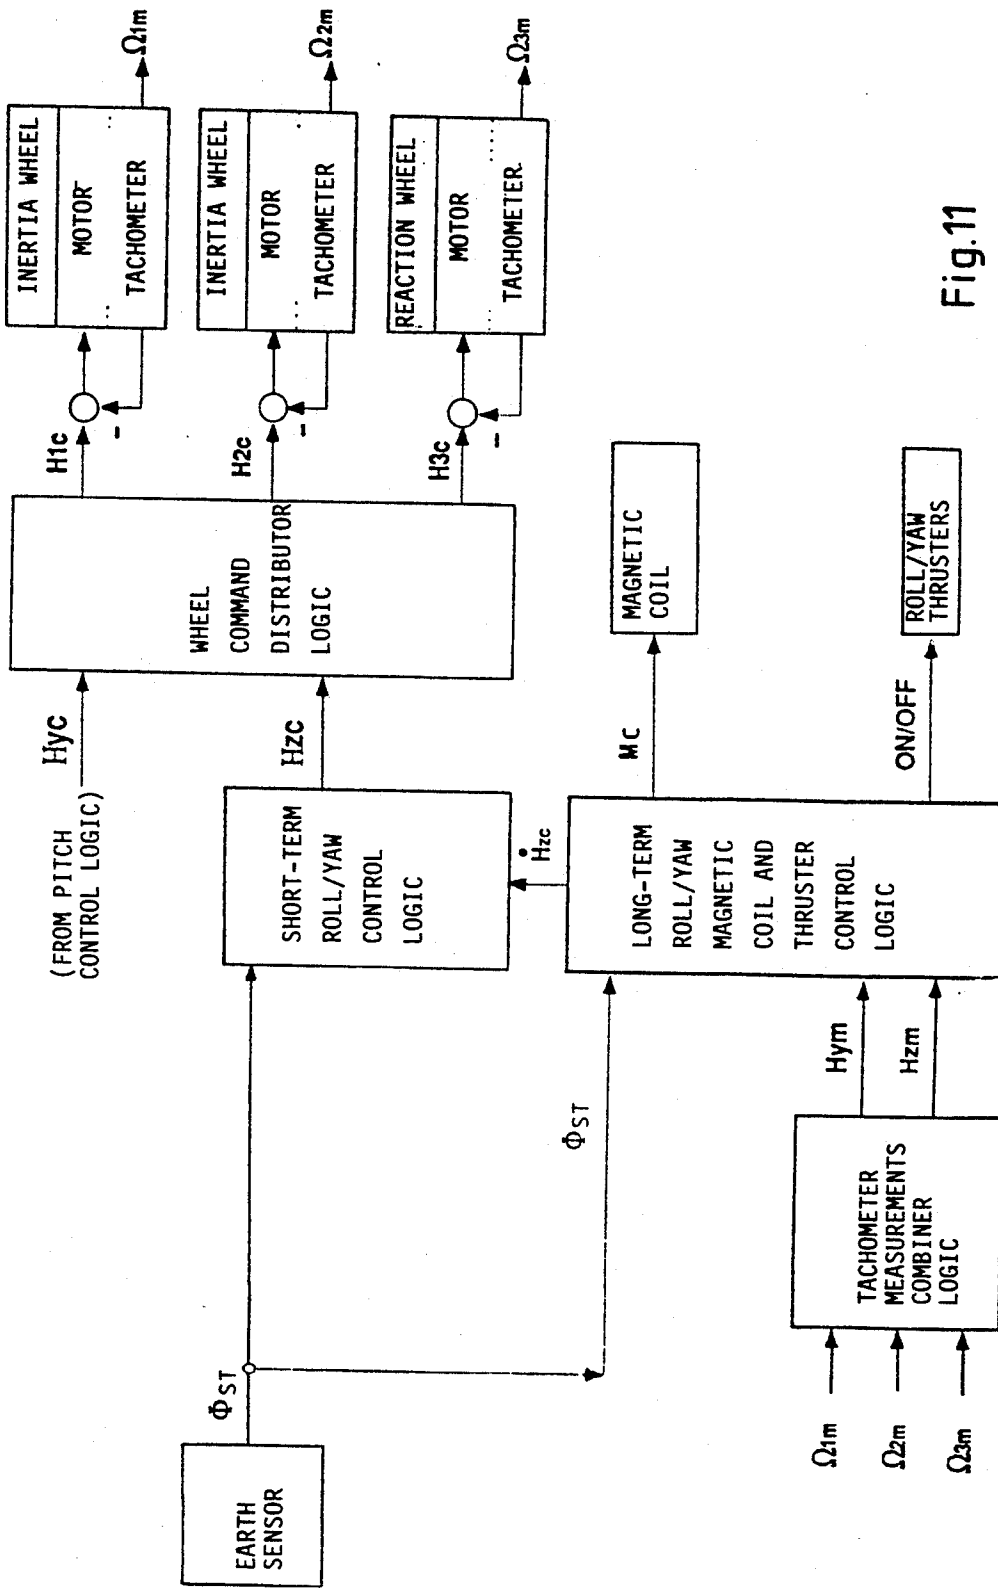 EARTH
SENSOR
ΦST
ΦST
(FROM PITCH
CONTROL LOGIC)
Hyc
SHORT-TERM
ROLL/YAW
CONTROL
LOGIC
Hzc
Ḣzc
WHEEL
COMMAND
DISTRIBUTOR
LOGIC
H1c
H2c
H3c
-
-
-
INERTIA WHEEL
MOTOR
TACHOMETER
Ω1m
INERTIA WHEEL
MOTOR
TACHOMETER
Ω2m
REACTION WHEEL
MOTOR
TACHOMETER
Ω3m
Ω1m
Ω2m
Ω3m
TACHOMETER
MEASUREMENTS
COMBINER
LOGIC
Hym
Hzm
LONG-TERM
ROLL/YAW
MAGNETIC
COIL AND
THRUSTER
CONTROL
LOGIC
MC
MAGNETIC
COIL
ON/OFF
ROLL/YAW
THRUSTERS
Fig.11